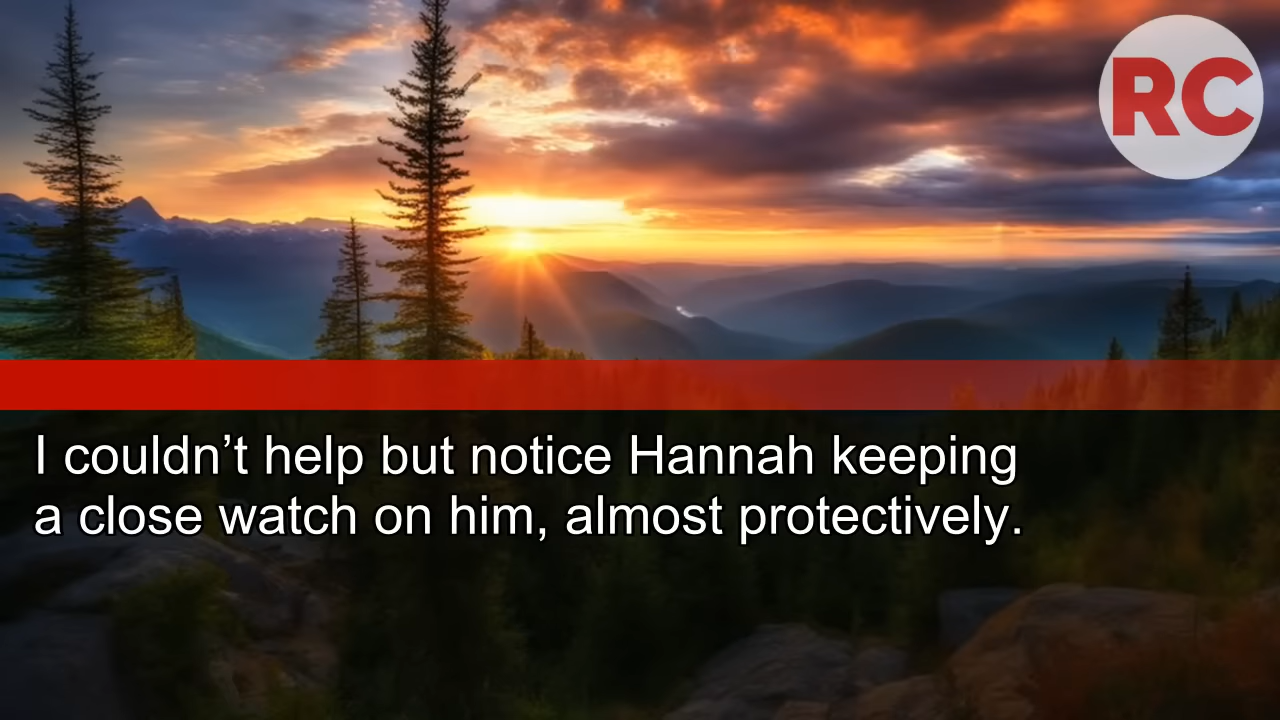 RC
I couldn’t help but notice Hannah keeping
a close watch on him, almost protectively.